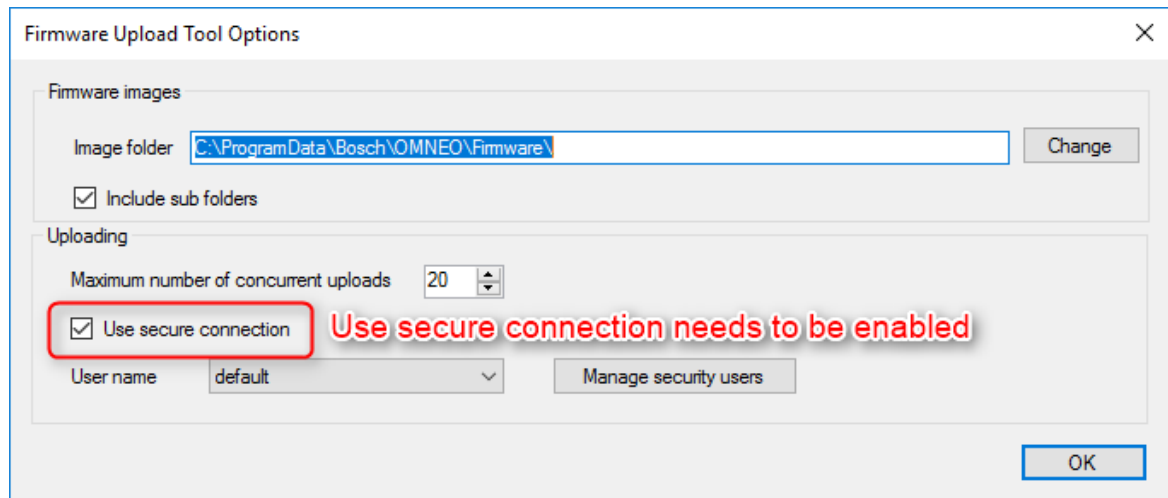 Firmware Upload Tool Options
Firmware images
Image folder C:\ProgramData\Bosch\OMNEO\Firmware\ Change
Include sub folders
Uploading
Maximum number of concurrent uploads 20
Use secure connection Use secure connection needs to be enabled
User name default Manage security users
OK